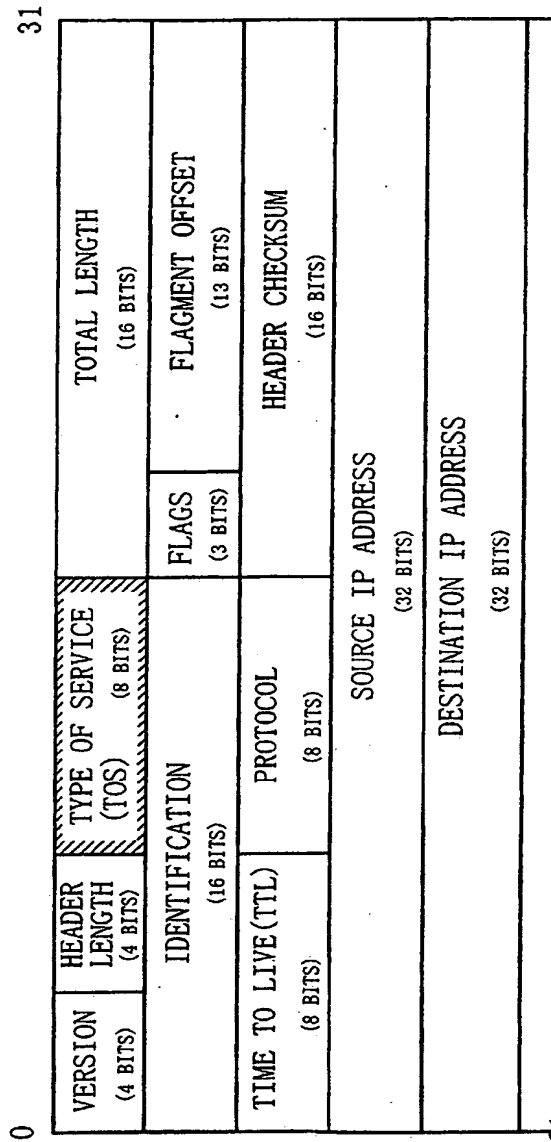 0
31
VERSION
(4 BITS)
HEADER
LENGTH
(4 BITS)
TYPE OF SERVICE
(TOS)
(8 BITS)
TOTAL LENGTH
(16 BITS)
IDENTIFICATION
(16 BITS)
FLAGS
(3 BITS)
FLAGMENT OFFSET
(13 BITS)
TIME TO LIVE(TTL)
(8 BITS)
PROTOCOL
(8 BITS)
HEADER CHECKSUM
(16 BITS)
SOURCE IP ADDRESS
(32 BITS)
DESTINATION IP ADDRESS
(32 BITS)